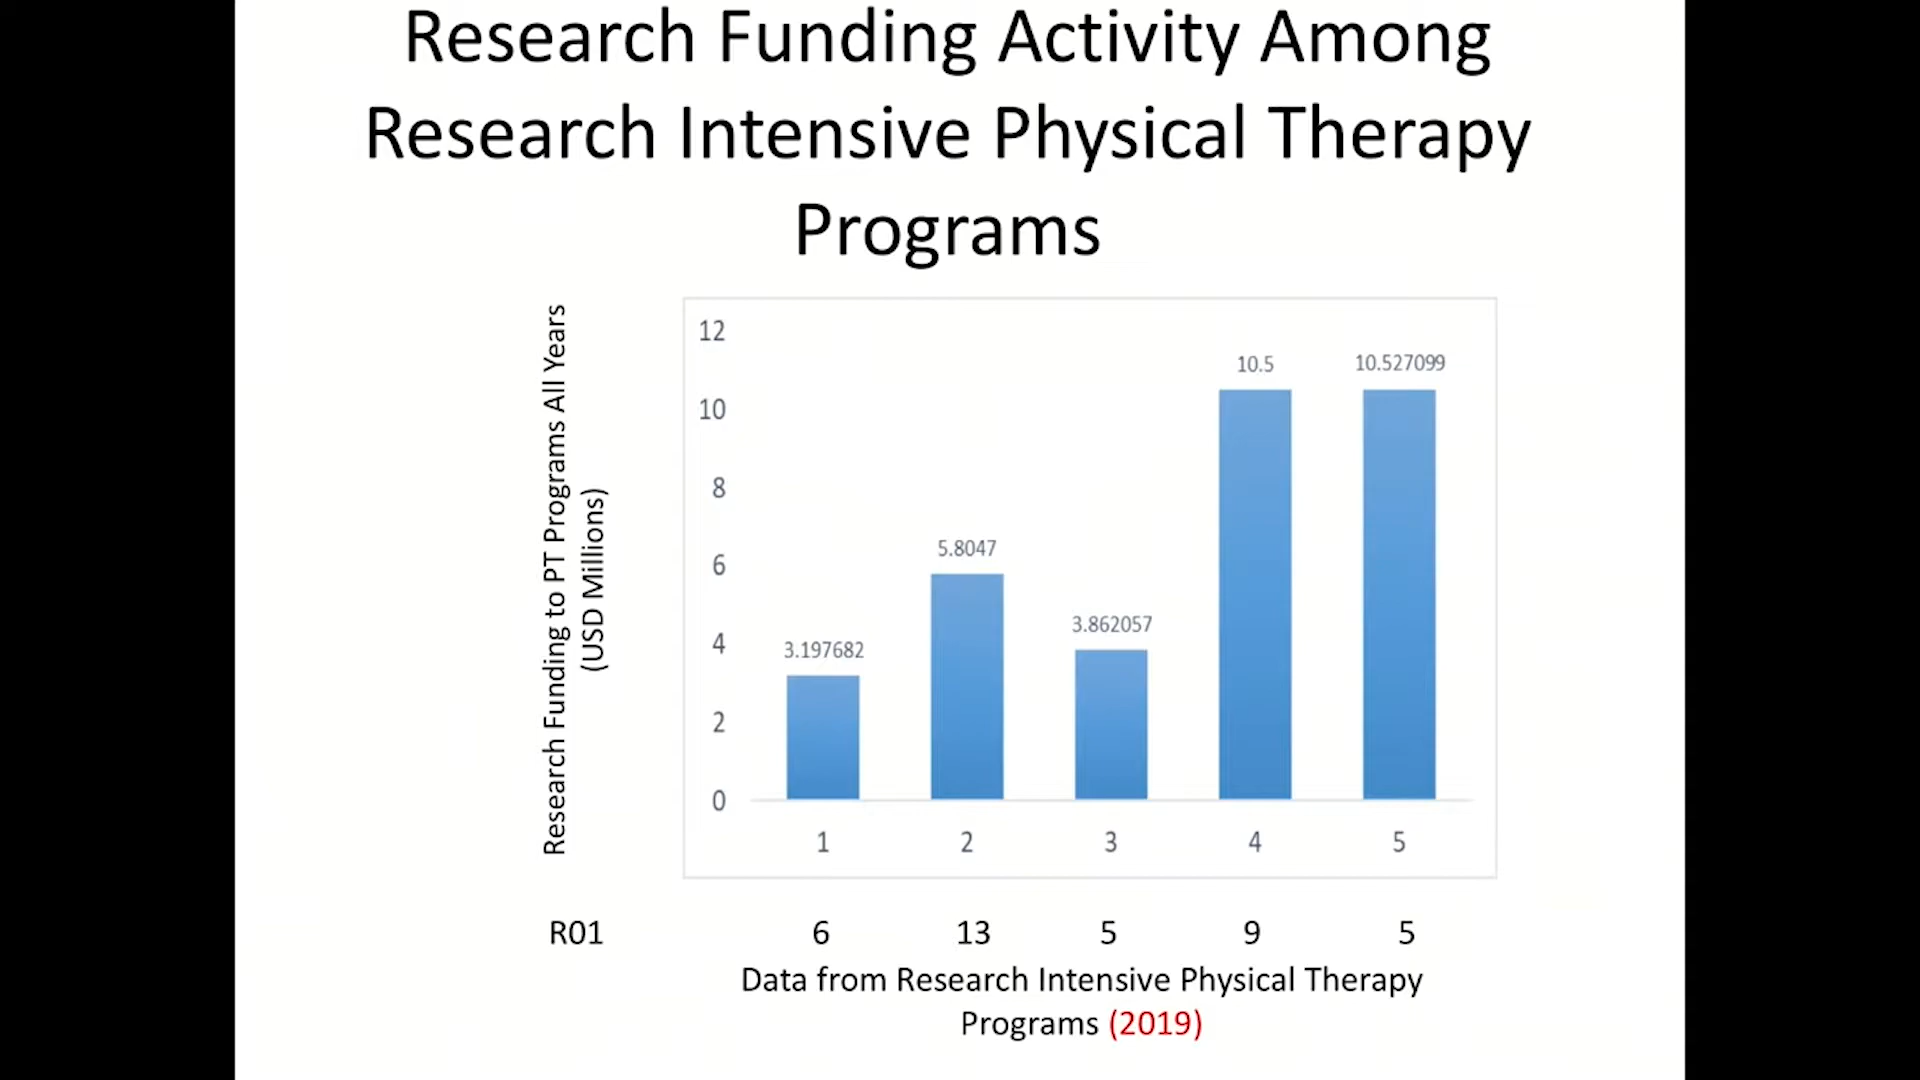 Research Funding Activity Among
Research Intensive Physical Therapy
Programs
Research Funding to PT Programs All Years
(USD Millions)
12
10
8
6
4
2
0
3.197682
5.8047
3.862057
10.5
10.527099
1 2 3 4 5
R01 6 13 5 9 5
Data from Research Intensive Physical Therapy
Programs (2019)